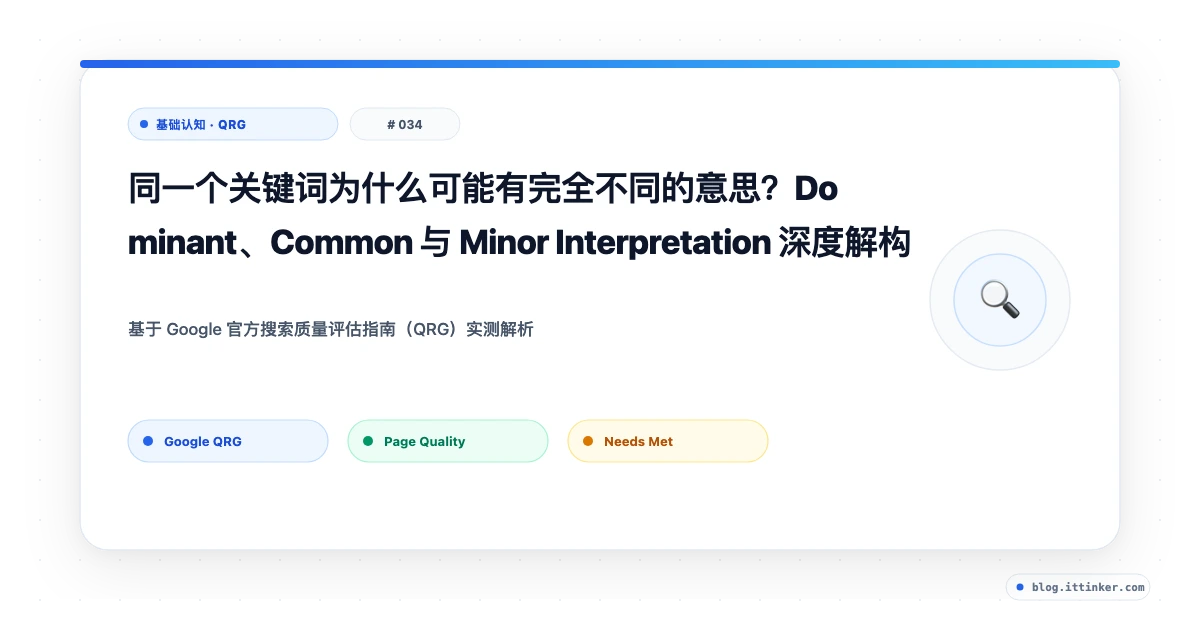 基础认知 · QRG
# 034
同一个关键词为什么可能有完全不同的意思？Do
minant、Common 与 Minor Interpretation 深度解构
基于 Google 官方搜索质量评估指南（QRG）实测解析
Google QRG
Page Quality
Needs Met
blog.ittinker.com